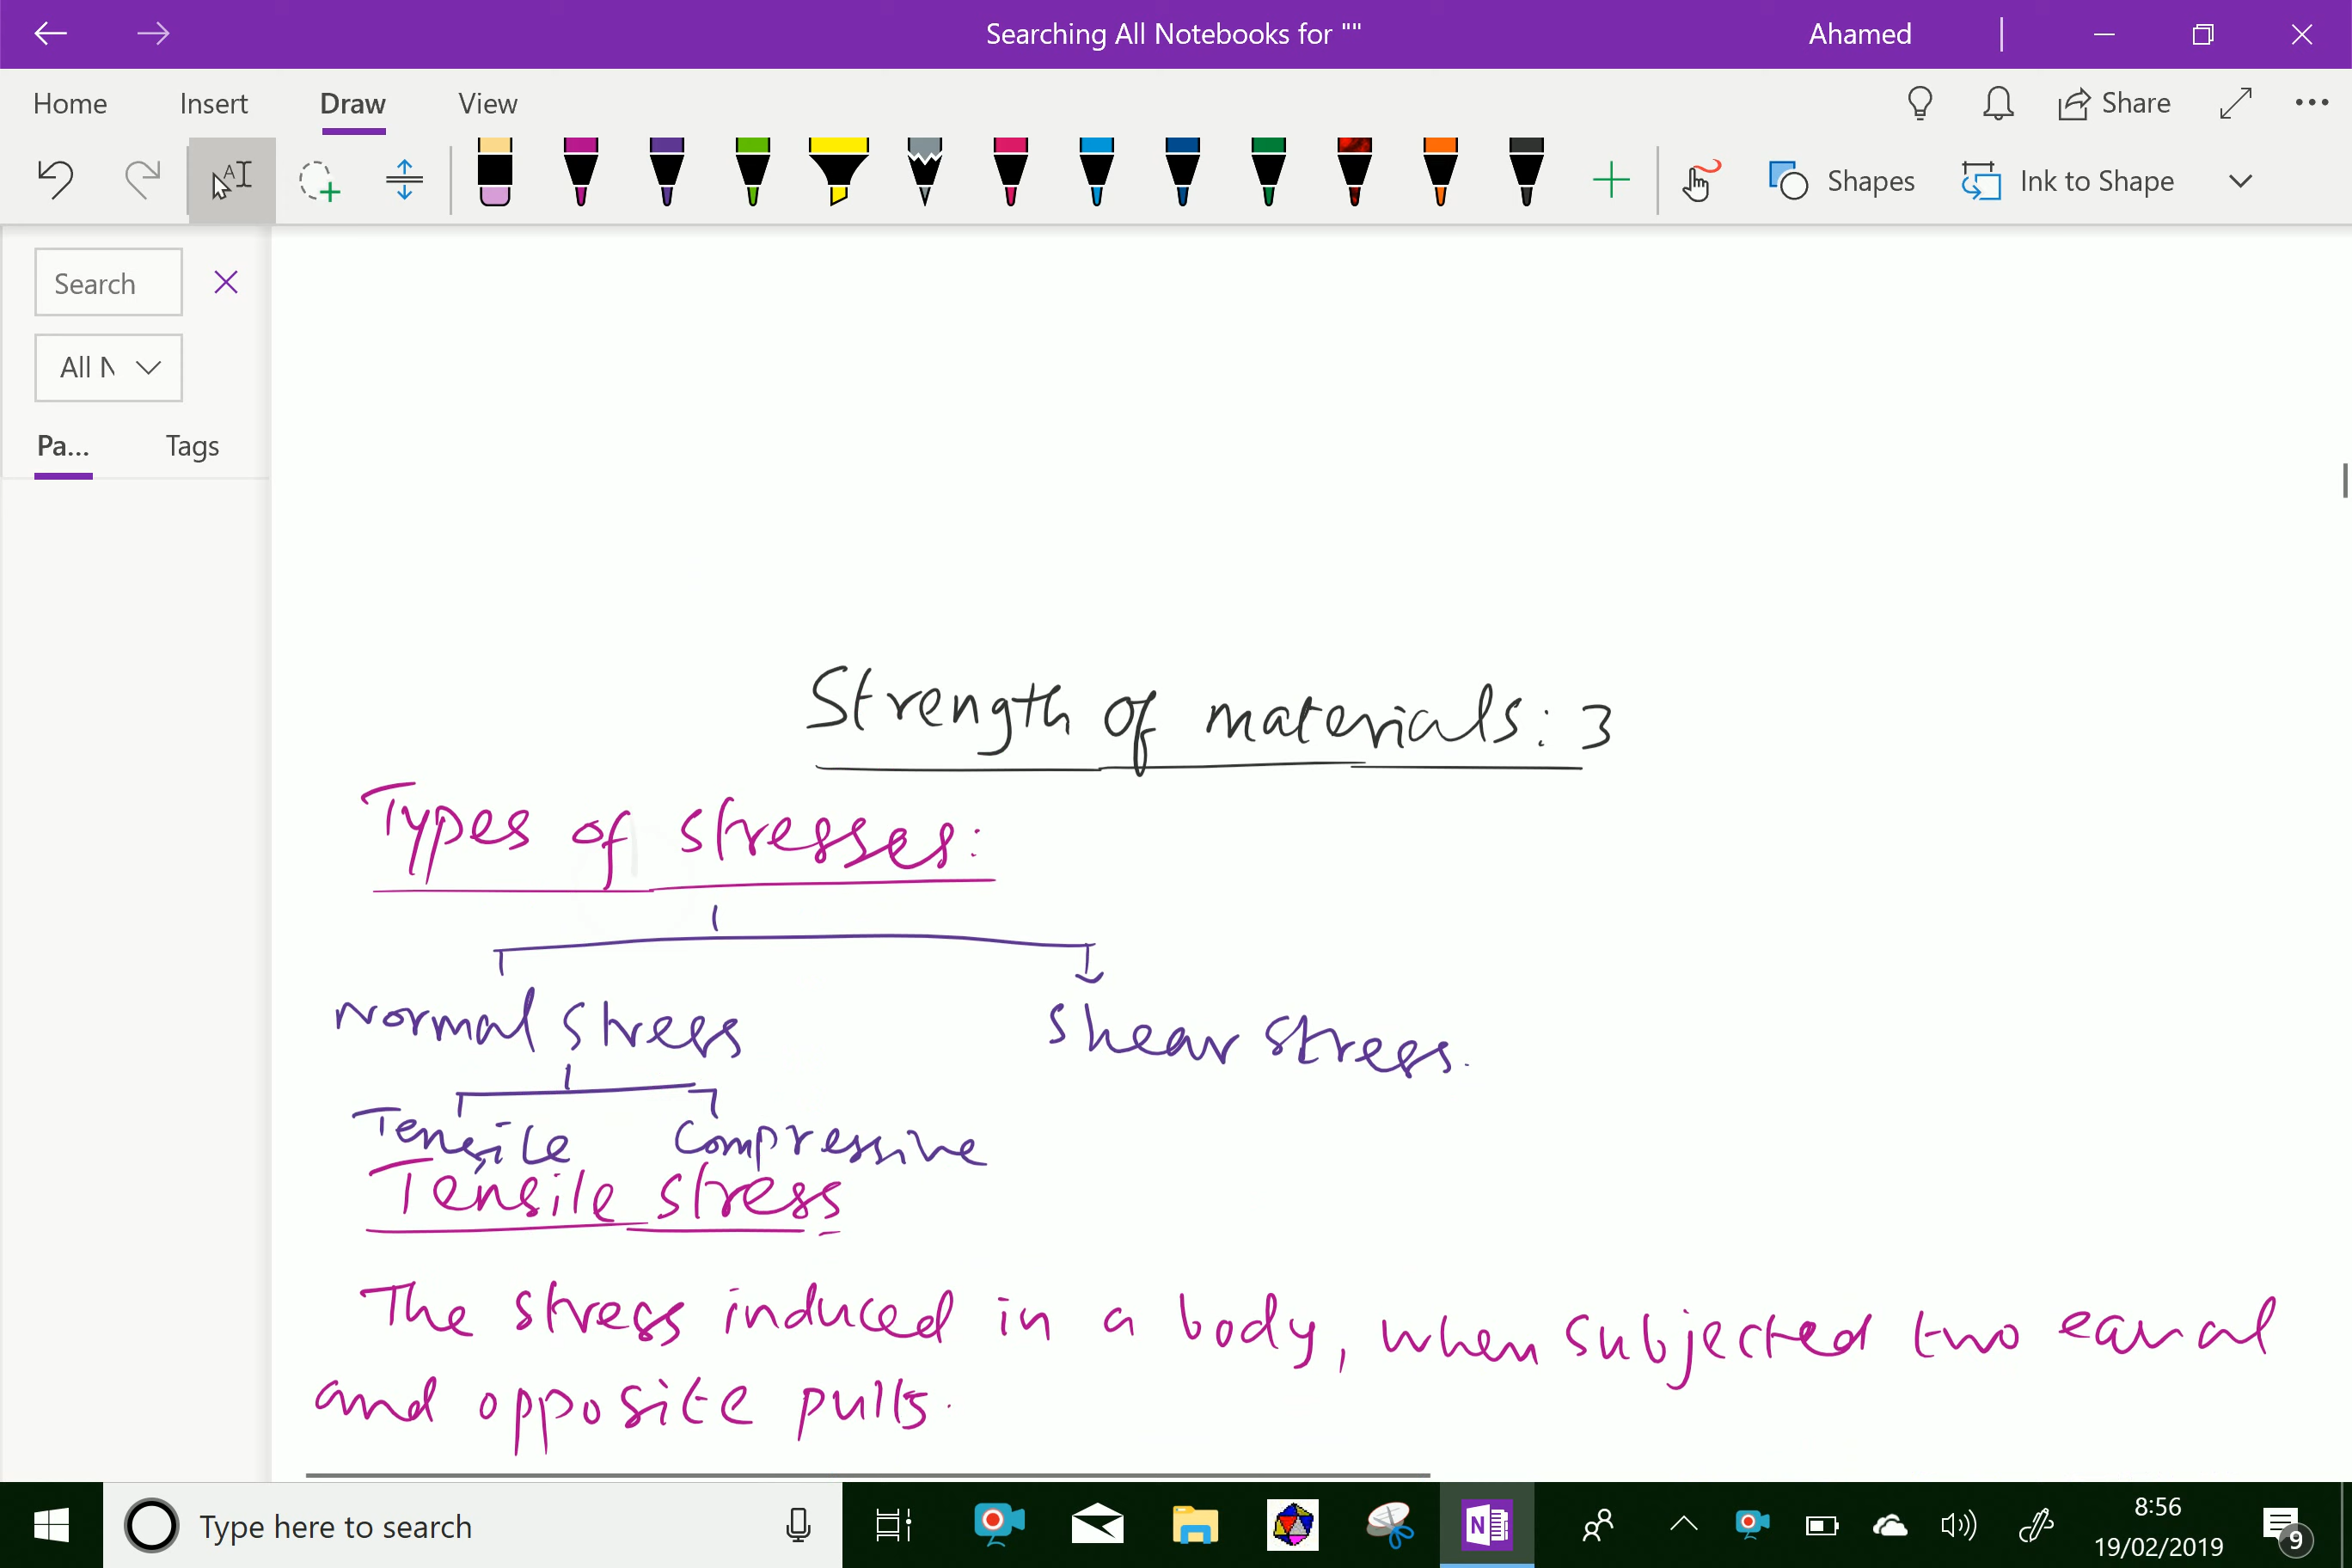 Searching All Notebooks for ""
Ahamed
Home Insert Draw View
Share
Shapes
Ink to Shape
Search
All N
Pa... Tags
Strength of materials: 3
Types of stresses:
Normal stress
Shear stress.
Tensile Compressive
Tensile stress
The stress induced in a body, when subjected two equal
and opposite pulls.
Type here to search
8:56
19/02/2019
9